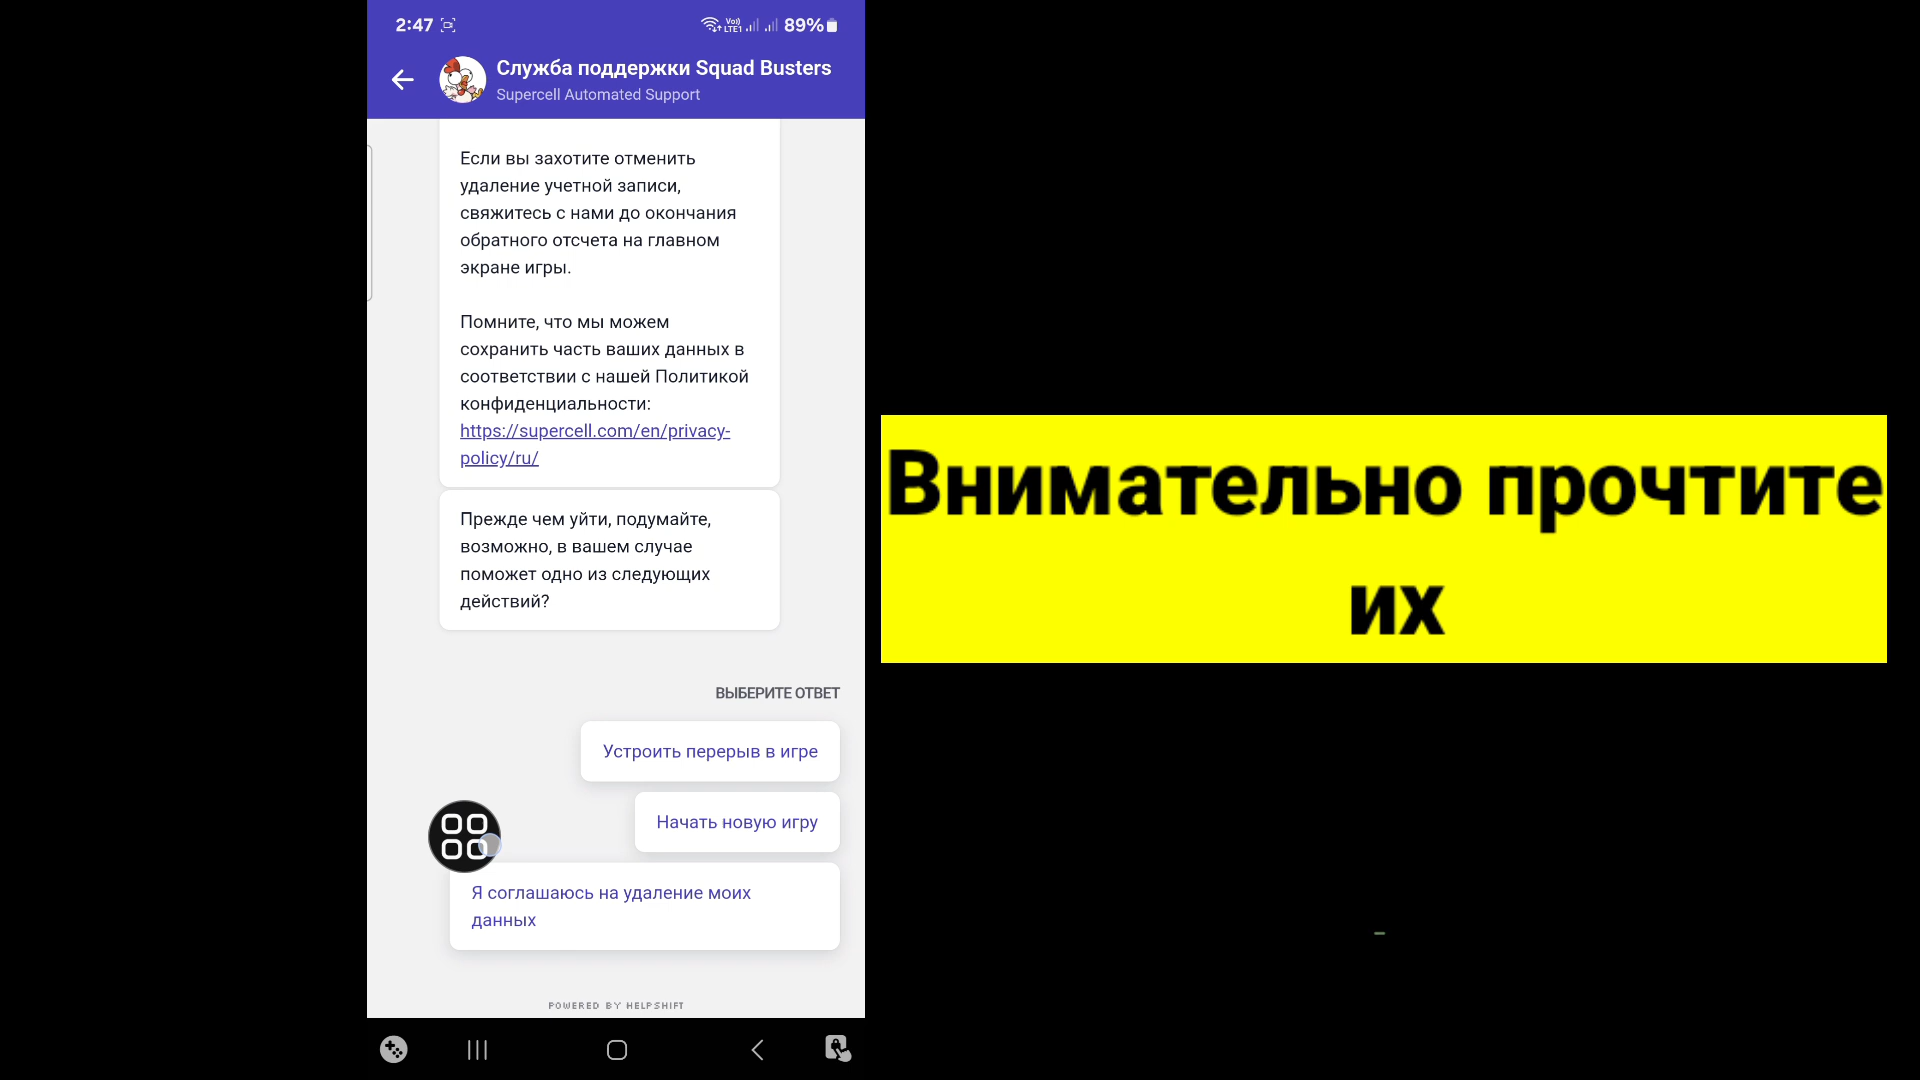 2:47
Vo))
LTE1
89%
Служба поддержки Squad Busters
Supercell Automated Support
Если вы захотите отменить
удаление учетной записи,
свяжитесь с нами до окончания
обратного отсчета на главном
экране игры.
Помните, что мы можем
сохранить часть ваших данных в
соответствии с нашей Политикой
конфиденциальности:
https://supercell.com/en/privacy-
policy/ru/
Прежде чем уйти, подумайте,
возможно, в вашем случае
поможет одно из следующих
действий?
ВЫБЕРИТЕ ОТВЕТ
Устроить перерыв в игре
Начать новую игру
Я соглашаюсь на удаление моих
данных
POWERED BY HELPSHIFT
Внимательно прочтите
их